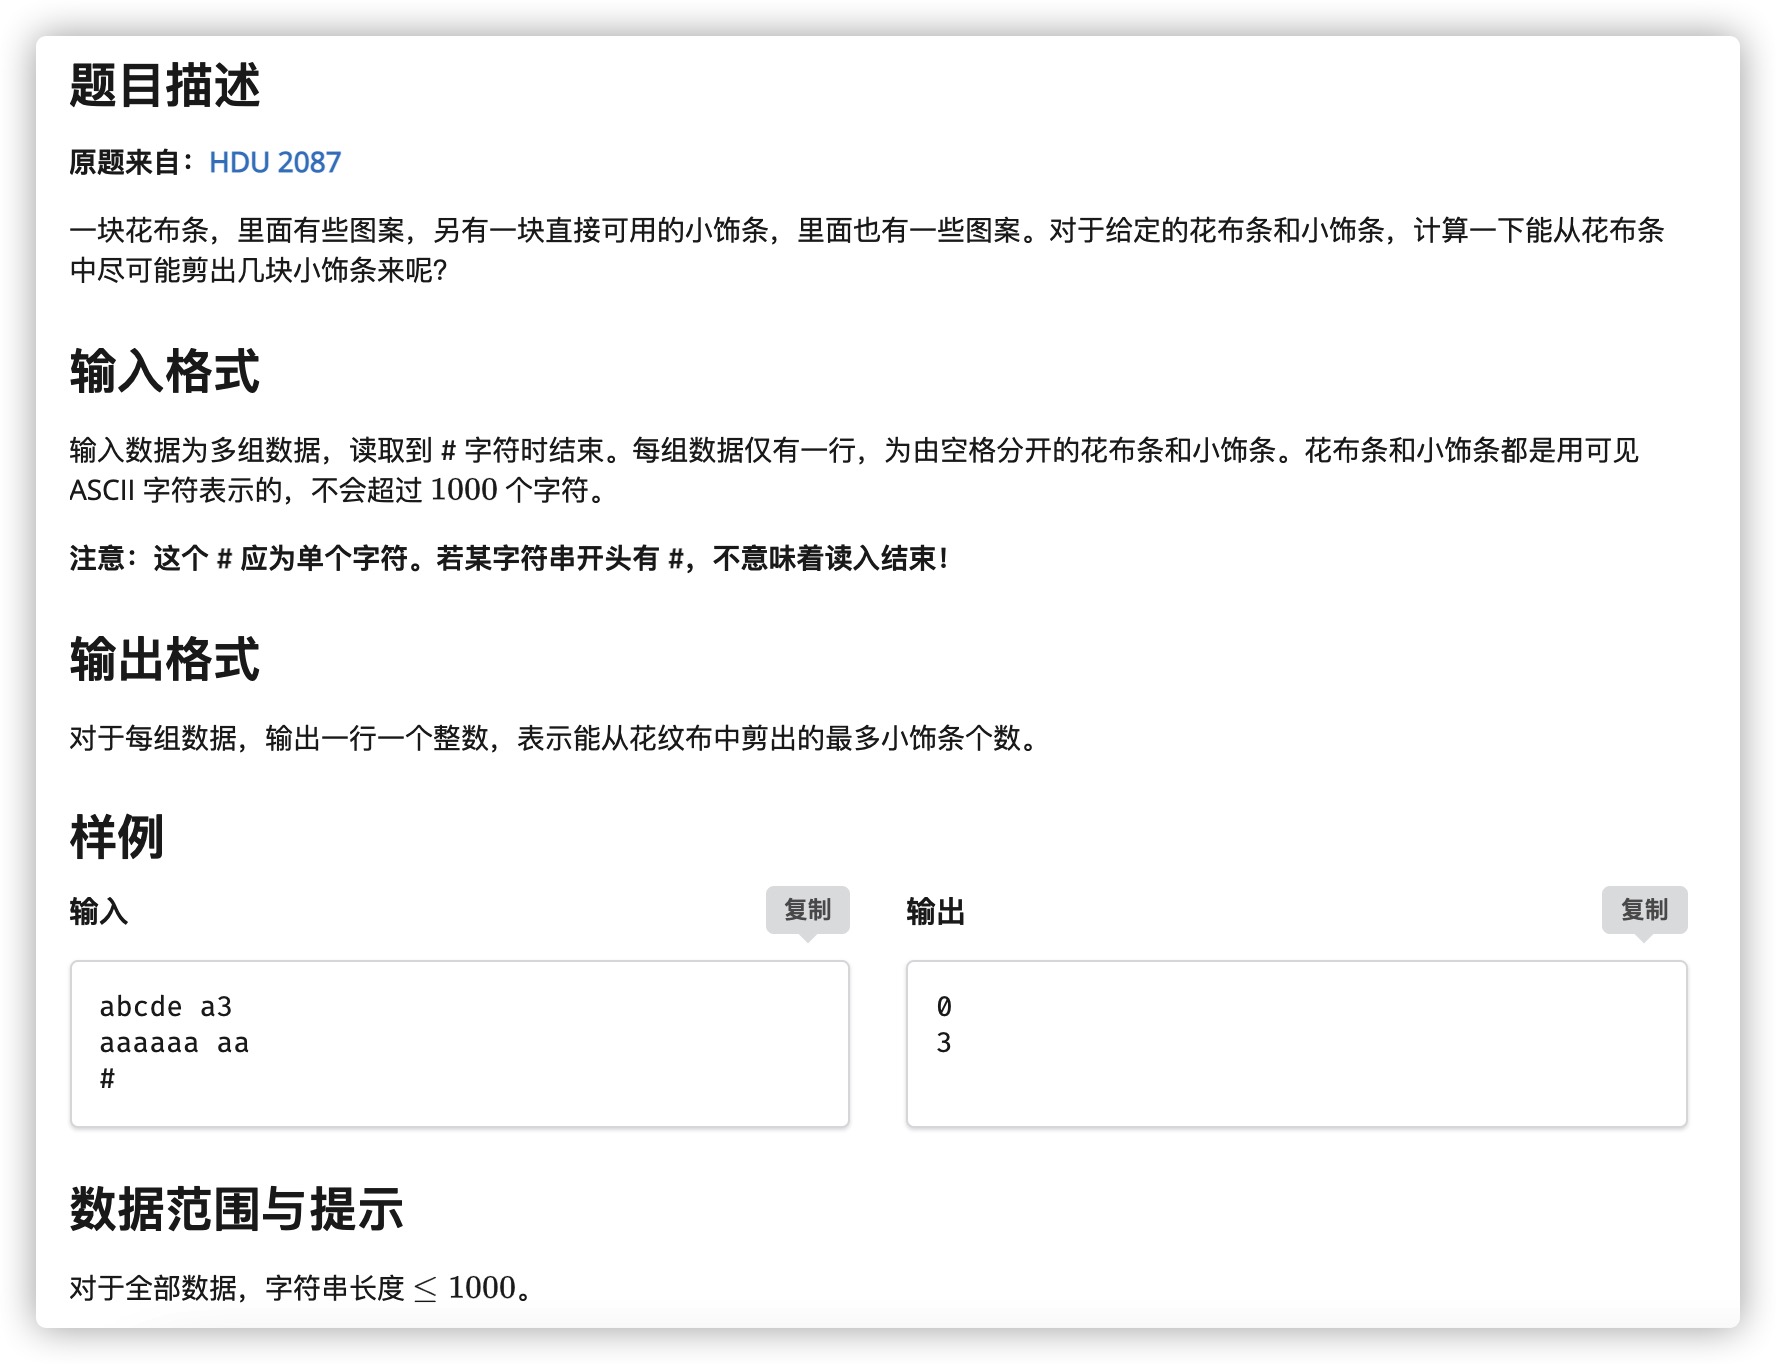 题目描述
原题来自：HDU 2087
一块花布条，里面有些图案，另有一块直接可用的小饰条，里面也有一些图案。对于给定的花布条和小饰条，计算一下能从花布条
中尽可能剪出几块小饰条来呢？
输入格式
输入数据为多组数据，读取到 # 字符时结束。每组数据仅有一行，为由空格分开的花布条和小饰条。花布条和小饰条都是用可见
ASCII 字符表示的，不会超过 1000 个字符。
注意：这个 # 应为单个字符。若某字符串开头有 #，不意味着读入结束！
输出格式
对于每组数据，输出一行一个整数，表示能从花纹布中剪出的最多小饰条个数。
样例
输入 复制
abcde a3
aaaaaa aa
#
输出 复制
0
3
数据范围与提示
对于全部数据，字符串长度 ≤ 1000。